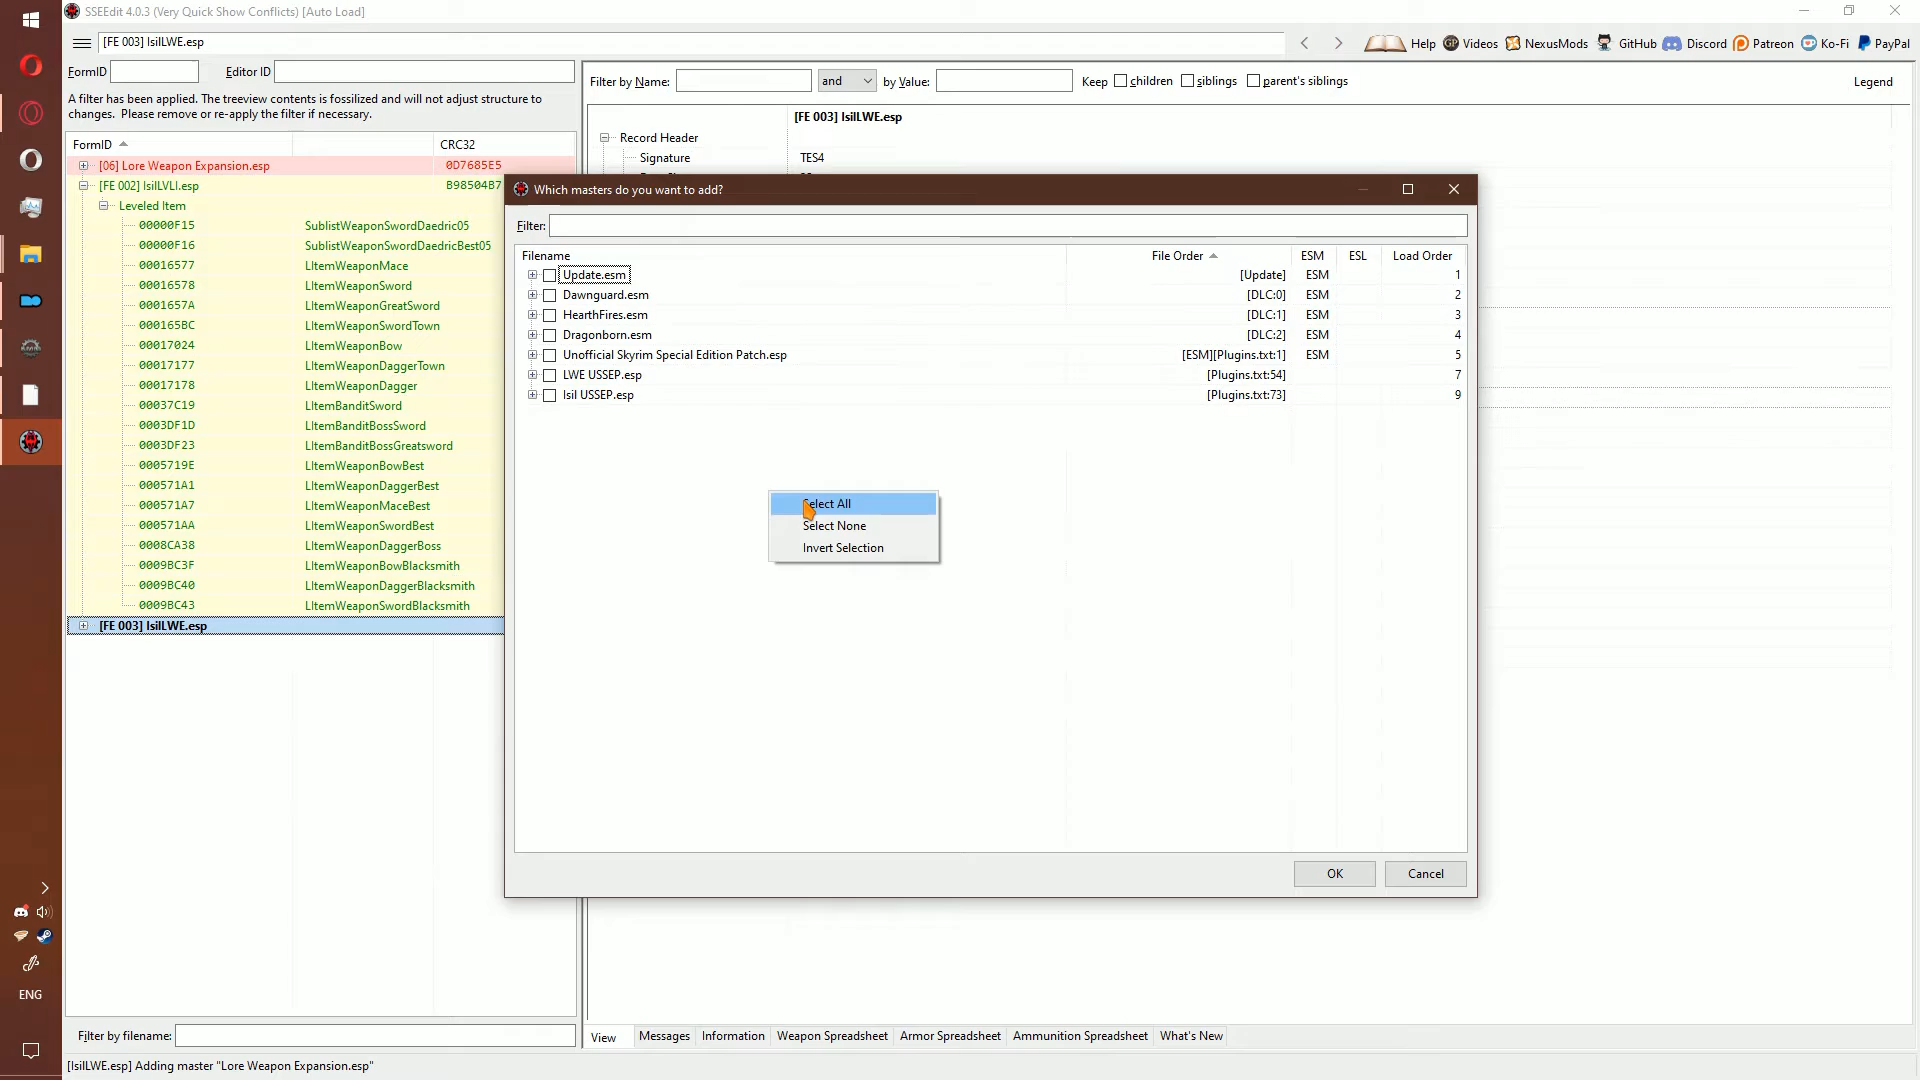 SSEEdit 4.0.3 (Very Quick Show Conflicts) [Auto Load]
[FE 003] IsilLWE.esp
Help
Videos
NexusMods
GitHub
Discord
Patreon
Ko-Fi
PayPal
FormID
Editor ID
A filter has been applied. The treeview contents is fossilized and will not adjust structure to
changes. Please remove or re-apply the filter if necessary.
FormID CRC32
[06] Lore Weapon Expansion.esp 0D7685E5
[FE 002] IsilLVLI.esp B98504B7
Leveled Item
00000F15 SublistWeaponSwordDaedric05
00000F16 SublistWeaponSwordDaedricBest05
00016577 LItemWeaponMace
00016578 LItemWeaponSword
0001657A LItemWeaponGreatSword
000165BC LItemWeaponSwordTown
00017024 LItemWeaponBow
00017177 LItemWeaponDaggerTown
00017178 LItemWeaponDagger
00037C19 LItemBanditSword
0003DF1D LItemBanditBossSword
0003DF23 LItemBanditBossGreatsword
0005719E LItemWeaponBowBest
000571A1 LItemWeaponDaggerBest
000571A7 LItemWeaponMaceBest
000571AA LItemWeaponSwordBest
0008CA38 LItemWeaponDaggerBoss
0009BC3F LItemWeaponBowBlacksmith
0009BC40 LItemWeaponDaggerBlacksmith
0009BC43 LItemWeaponSwordBlacksmith
[FE 003] IsilLWE.esp
Filter by filename:
Filter by Name: and by Value: Keep children siblings parent's siblings
Legend
[FE 003] IsilLWE.esp
Record Header
Signature TES4
Which masters do you want to add?
Filter:
Filename File Order ESM ESL Load Order
Update.esm [Update] ESM 1
Dawnguard.esm [DLC:0] ESM 2
HearthFires.esm [DLC:1] ESM 3
Dragonborn.esm [DLC:2] ESM 4
Unofficial Skyrim Special Edition Patch.esp [ESM][Plugins.txt:1] ESM 5
LWE USSEP.esp [Plugins.txt:54] 7
Isil USSEP.esp [Plugins.txt:73] 9
Select All
Select None
Invert Selection
OK
Cancel
View
Messages
Information
Weapon Spreadsheet
Armor Spreadsheet
Ammunition Spreadsheet
What's New
[IsilLWE.esp] Adding master "Lore Weapon Expansion.esp"
ENG